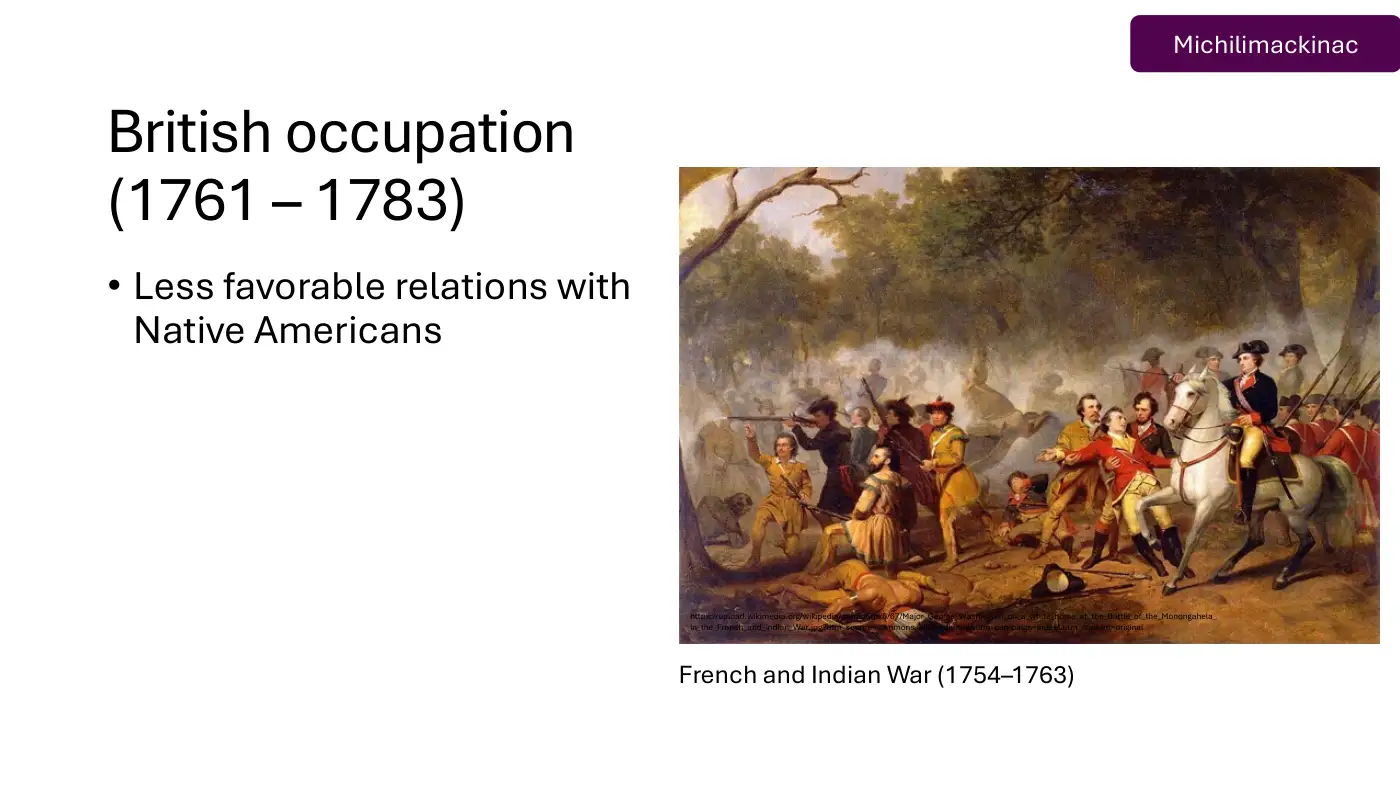 Michilimackinac
British occupation
(1761 – 1783)
• Less favorable relations with
Native Americans
French and Indian War (1754–1763)